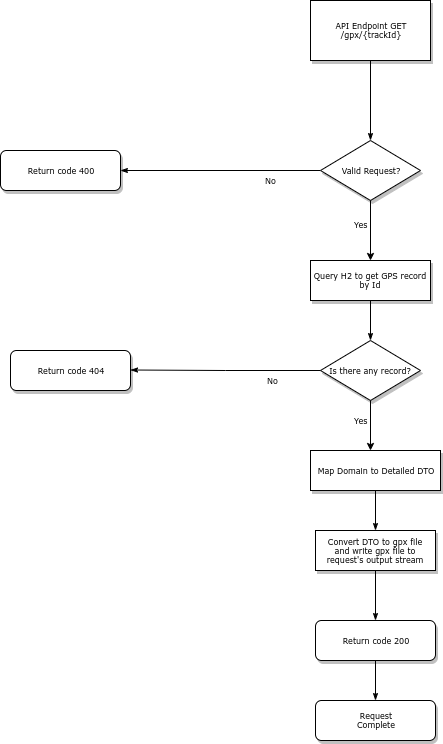 API Endpoint GET
/gpx/{trackId}
Valid Request?
Return code 400
No
Yes
Query H2 to get GPS record
by Id
Is there any record?
Return code 404
No
Yes
Map Domain to Detailed DTO
Convert DTO to gpx file
and write gpx file to
request's output stream
Return code 200
Request
Complete